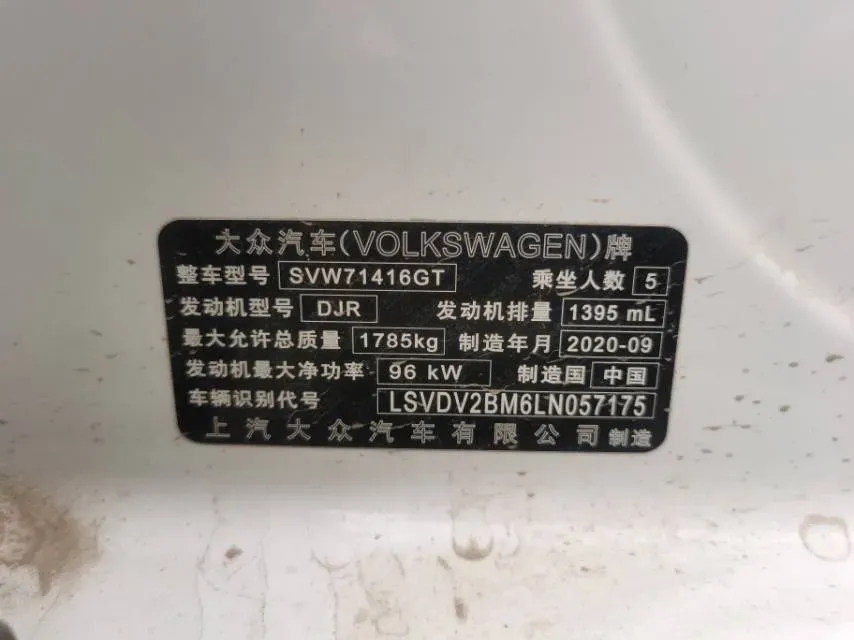 大众汽车(VOLKSWAGEN)牌
整车型号 SVW71416GT 乘坐人数 5
发动机型号 DJR 发动机排量 1395 mL
最大允许总质量 1785kg 制造年月 2020-09
发动机最大净功率 96 kW 制造国 中国
车辆识别代号 LSVDV2BM6LN057175
上汽大众汽车有限公司 制造